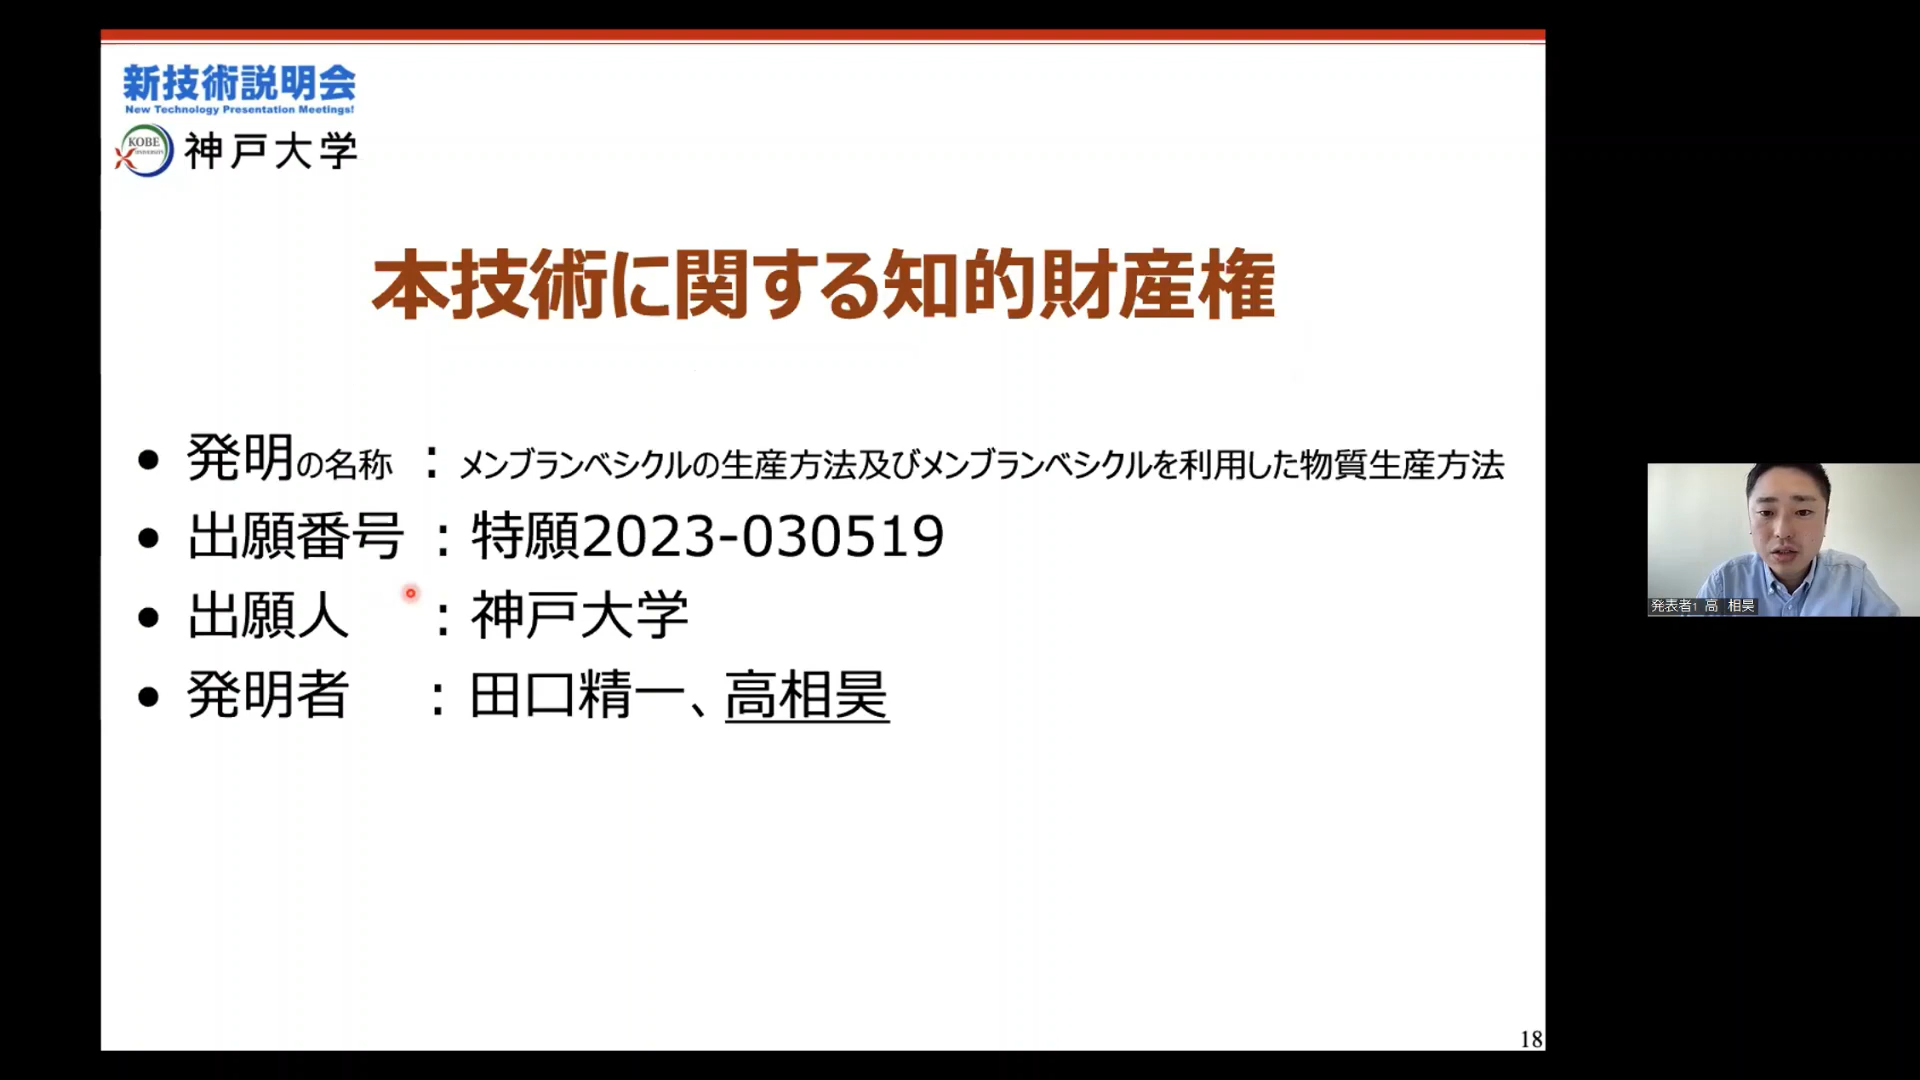 新技術説明会
New Technology Presentation Meetings!
KOBE
UNIVERSITY
神戸大学
本技術に関する知的財産権
• 発明の名称 ：メンブランベシクルの生産方法及びメンブランベシクルを利用した物質生産方法
• 出願番号 ：特願2023-030519
• 出願人 ：神戸大学
• 発明者 ：田口精一、高相昊
発表者1 高 相昊
18